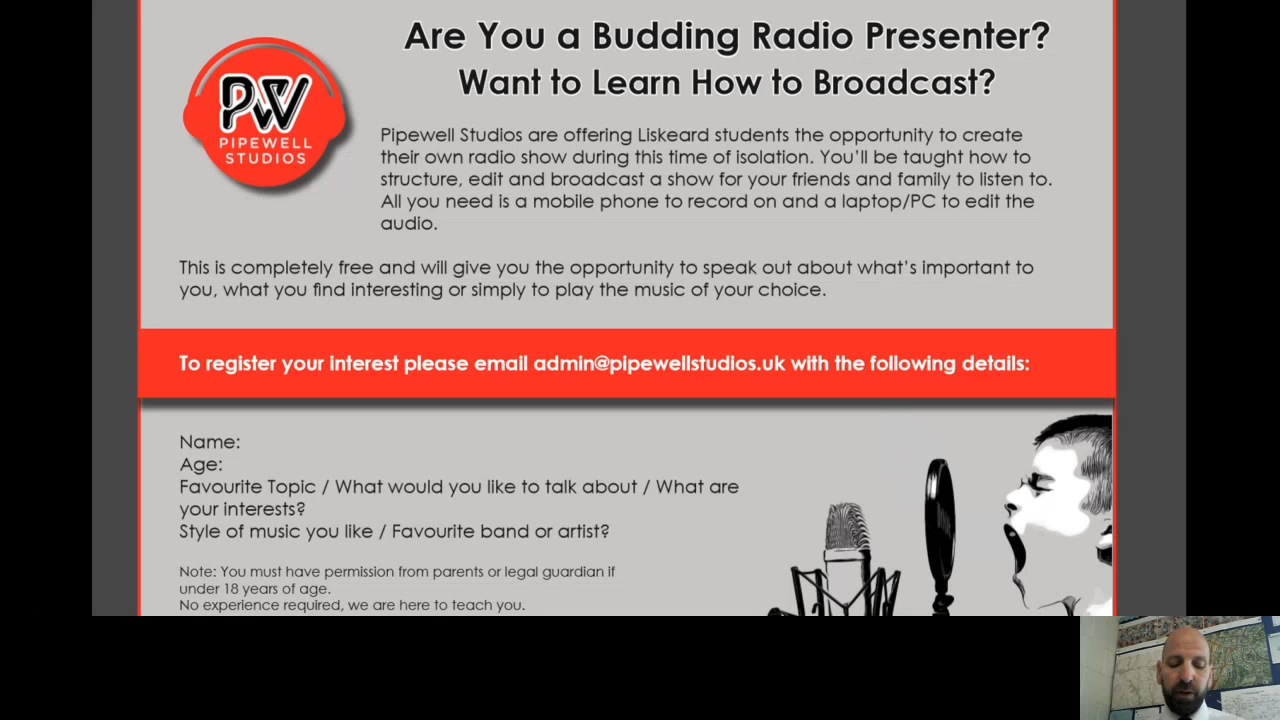 Are You a Budding Radio Presenter?
Want to Learn How to Broadcast?
PW
PIPEWELL
STUDIOS
Pipewell Studios are offering Liskeard students the opportunity to create
their own radio show during this time of isolation. You'll be taught how to
structure, edit and broadcast a show for your friends and family to listen to.
All you need is a mobile phone to record on and a laptop/PC to edit the
audio.
This is completely free and will give you the opportunity to speak out about what's important to
you, what you find interesting or simply to play the music of your choice.
To register your interest please email admin@pipewellstudios.uk with the following details:
Name:
Age:
Favourite Topic / What would you like to talk about / What are
your interests?
Style of music you like / Favourite band or artist?
Note: You must have permission from parents or legal guardian if
under 18 years of age.
No experience required, we are here to teach you.